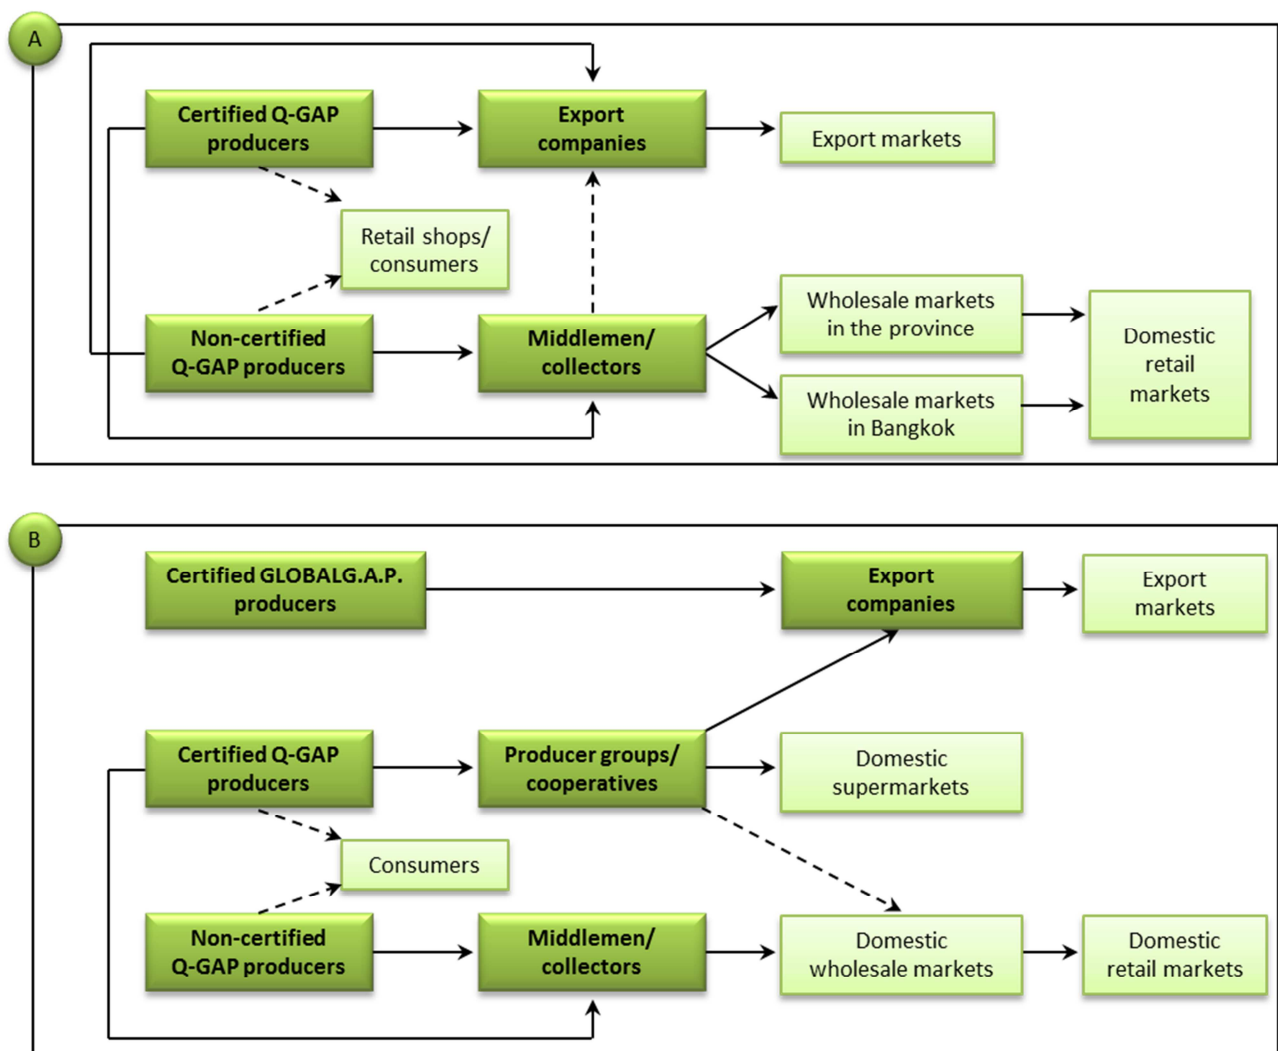 A
Certified Q-GAP
producers
Export
companies
Export markets
Retail shops/
consumers
Non-certified
Q-GAP producers
Middlemen/
collectors
Wholesale markets
in the province
Wholesale markets
in Bangkok
Domestic
retail
markets
B
Certified GLOBALG.A.P.
producers
Export
companies
Export
markets
Certified Q-GAP
producers
Producer groups/
cooperatives
Domestic
supermarkets
Consumers
Non-certified
Q-GAP producers
Middlemen/
collectors
Domestic
wholesale markets
Domestic
retail markets